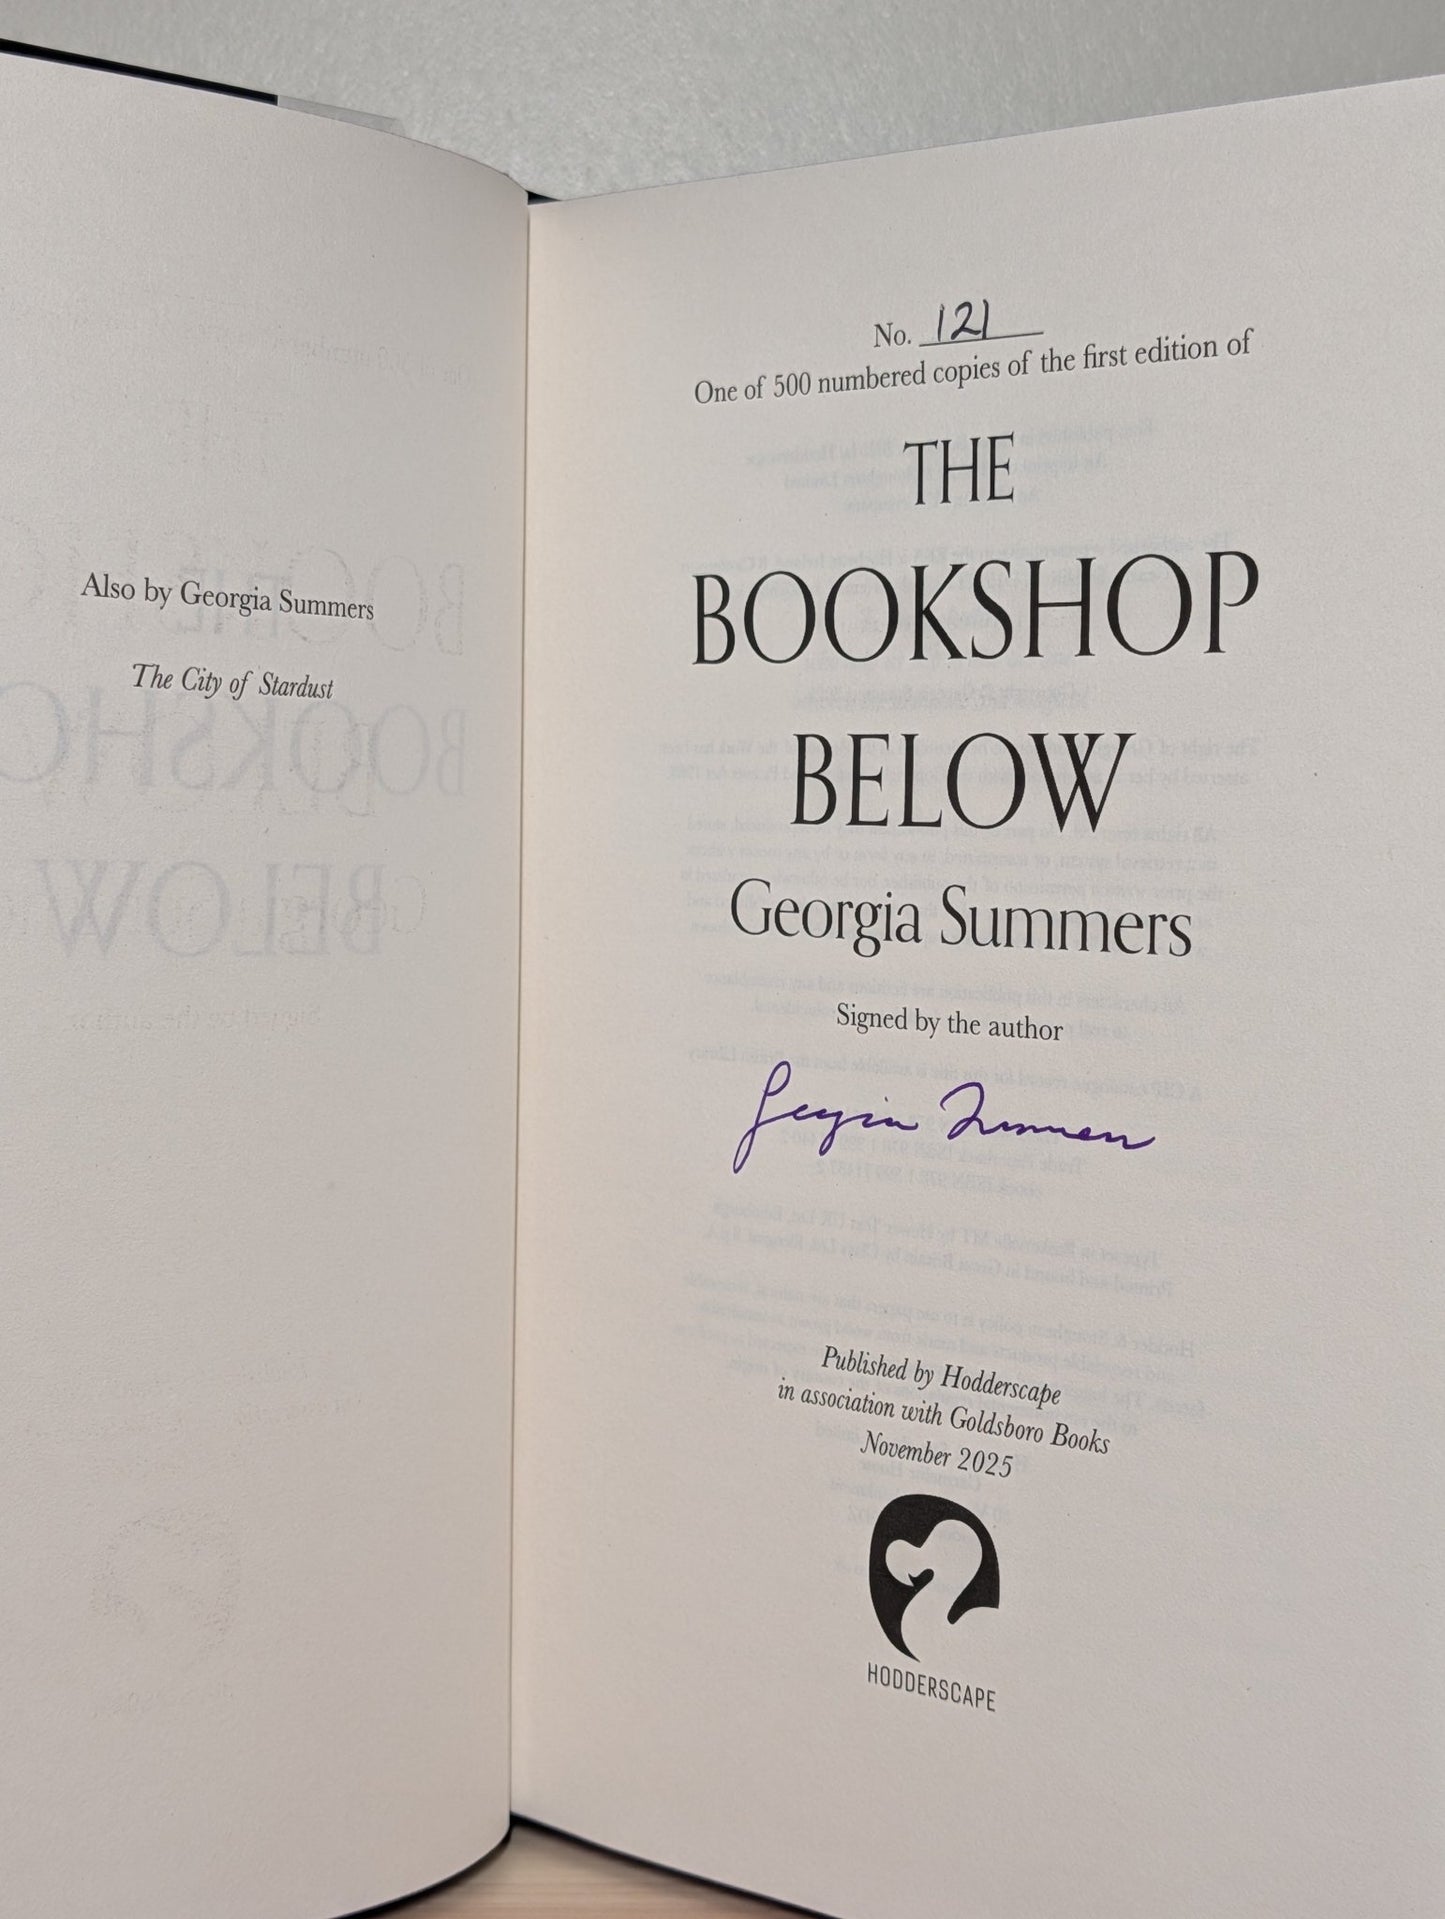 Also by Georgia Summers
The City of Stardust
No. 121
One of 500 numbered copies of the first edition of
THE
BOOKSHOP
BELOW
Georgia Summers
Signed by the author
Georgia Summers
Published by Hodderscape
in association with Goldsboro Books
November 2025
HODDERSCAPE